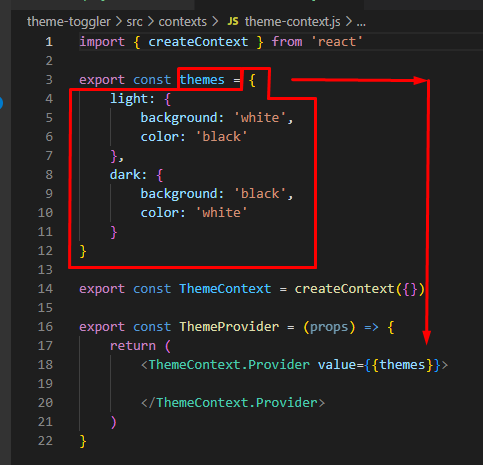 theme-toggler > src > contexts > JS theme-context.js > ...
1 import { createContext } from 'react'
2
3 export const themes = {
4     light: {
5         background: 'white',
6         color: 'black'
7     },
8     dark: {
9         background: 'black',
10         color: 'white'
11     }
12 }
13
14 export const ThemeContext = createContext({})
15
16 export const ThemeProvider = (props) => {
17     return (
18         <ThemeContext.Provider value={{themes}}>
19
20         </ThemeContext.Provider>
21     )
22 }